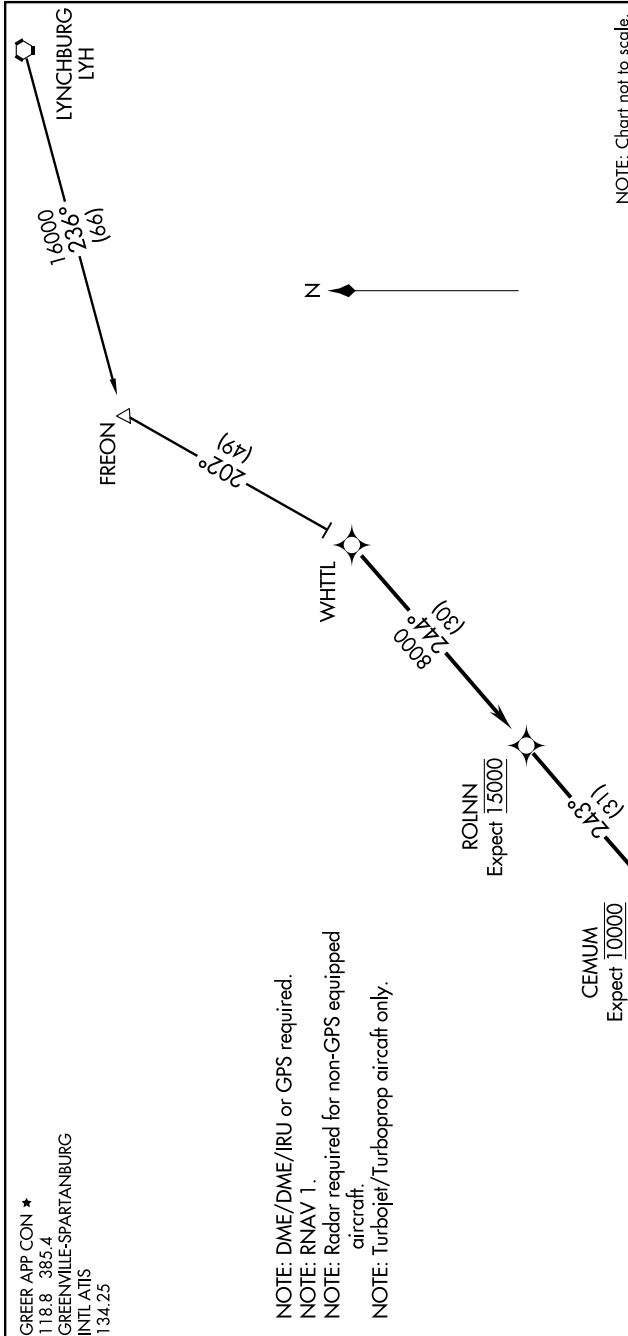 GREER APP CON ★
118.8 385.4
GREENVILLE-SPARTANBURG
INTL ATIS
134.25
LYNCHBURG
LYH
16000
236°
(66)
FREON
202°
(49)
N
WHTTL
8000
244°
(30)
ROLNN
Expect 15000
243°
(31)
CEMUM
Expect 10000
NOTE: DME/DME/IRU or GPS required.
NOTE: RNAV 1.
NOTE: Radar required for non-GPS equipped
aircraft.
NOTE: Turbojet/Turboprop aircaft only.
NOTE: Chart not to scale.